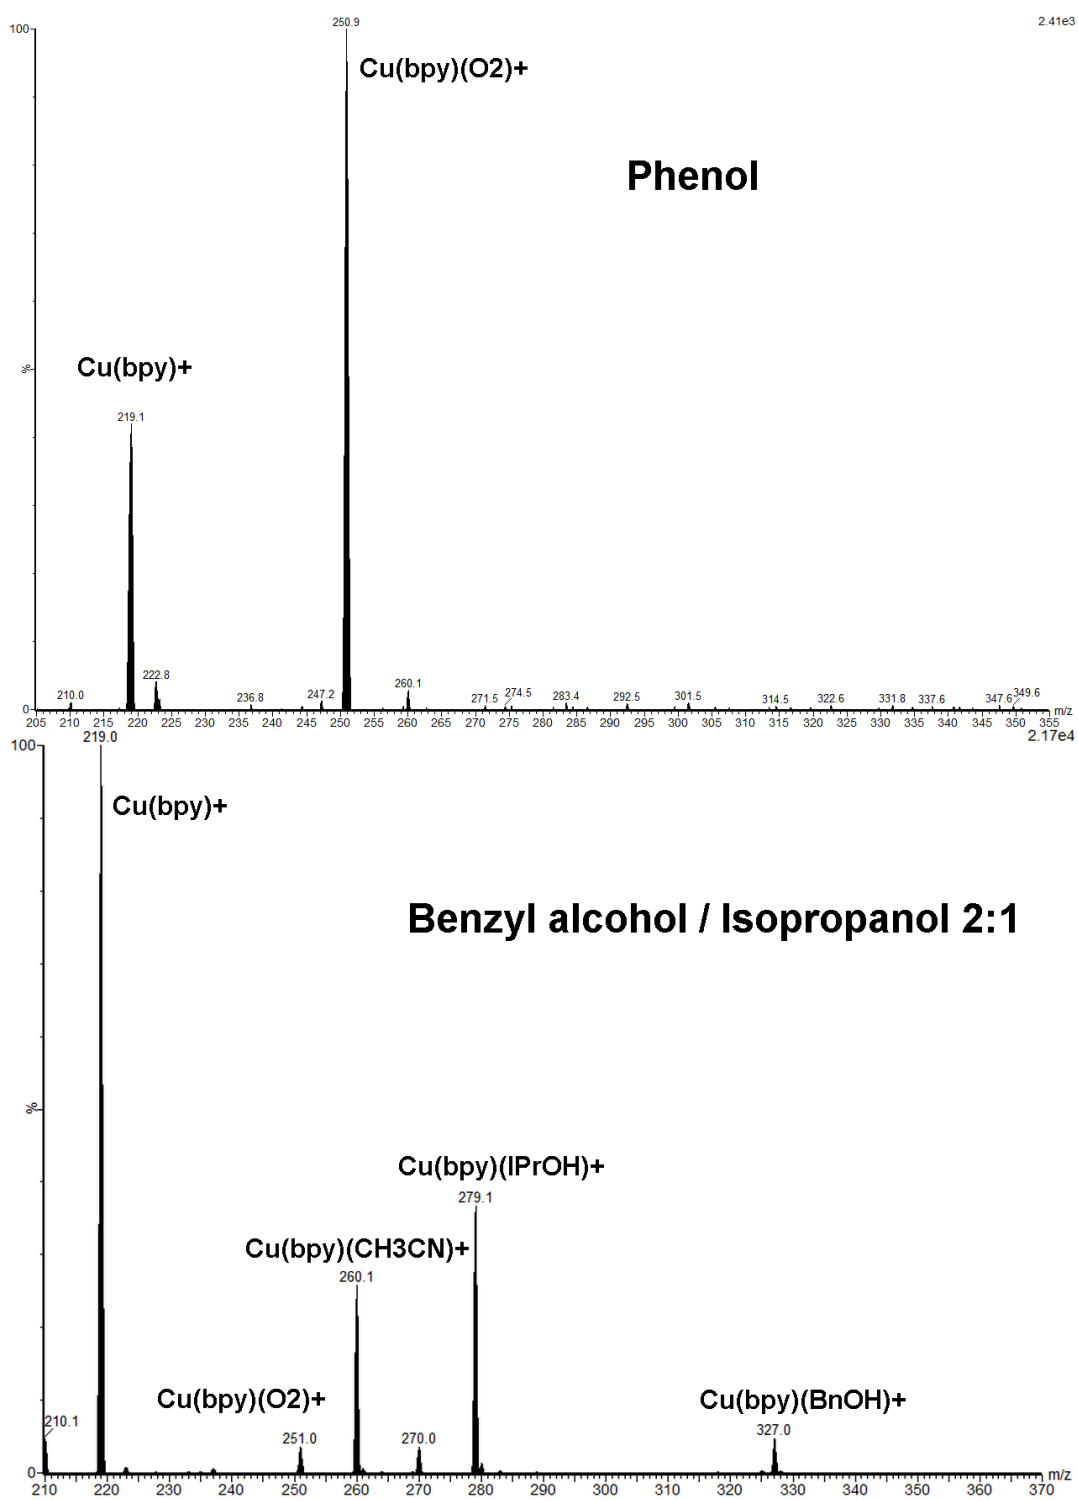 250.9
100
2.41e3
Cu(bpy)(O2)+
Phenol
Cu(bpy)+
%
219.1
222.8
210.0
236.8
247.2
260.1
271.5
274.5
283.4
292.5
301.5
314.5
322.6
331.8
337.6
347.6
349.6
0
m/z
205 210 215 220 225 230 235 240 245 250 255 260 265 270 275 280 285 290 295 300 305 310 315 320 325 330 335 340 345 350 355
219.0
100
2.17e4
Cu(bpy)+
Benzyl alcohol / Isopropanol 2:1
%
Cu(bpy)(IPrOH)+
279.1
Cu(bpy)(CH3CN)+
260.1
Cu(bpy)(O2)+
Cu(bpy)(BnOH)+
210.1
251.0
270.0
327.0
0
m/z
210 220 230 240 250 260 270 280 290 300 310 320 330 340 350 360 370